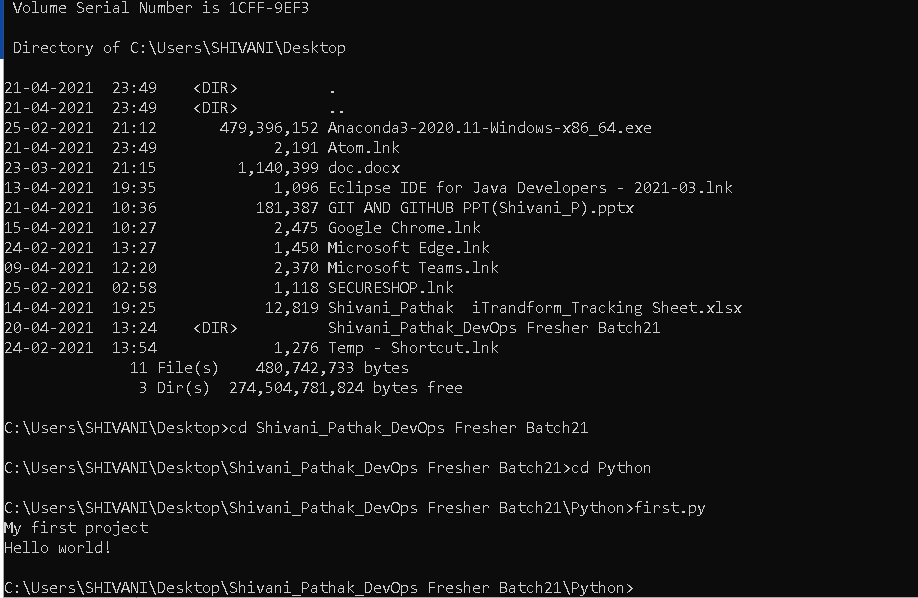 Volume Serial Number is 1CFF-9EF3
Directory of C:\Users\SHIVANI\Desktop
21-04-2021  23:49    <DIR>          .
21-04-2021  23:49    <DIR>          ..
25-02-2021  21:12       479,396,152 Anaconda3-2020.11-Windows-x86_64.exe
21-04-2021  23:49             2,191 Atom.lnk
23-03-2021  21:15         1,140,399 doc.docx
13-04-2021  19:35             1,096 Eclipse IDE for Java Developers - 2021-03.lnk
21-04-2021  10:36           181,387 GIT AND GITHUB PPT(Shivani_P).pptx
15-04-2021  10:27             2,475 Google Chrome.lnk
24-02-2021  13:27             1,450 Microsoft Edge.lnk
09-04-2021  12:20             2,370 Microsoft Teams.lnk
25-02-2021  02:58             1,118 SECURESHOP.lnk
14-04-2021  19:25            12,819 Shivani_Pathak  iTrandform_Tracking Sheet.xlsx
20-04-2021  13:24    <DIR>          Shivani_Pathak_DevOps Fresher Batch21
24-02-2021  13:54             1,276 Temp - Shortcut.lnk
11 File(s)    480,742,733 bytes
3 Dir(s)  274,504,781,824 bytes free
C:\Users\SHIVANI\Desktop>cd Shivani_Pathak_DevOps Fresher Batch21
C:\Users\SHIVANI\Desktop\Shivani_Pathak_DevOps Fresher Batch21>cd Python
C:\Users\SHIVANI\Desktop\Shivani_Pathak_DevOps Fresher Batch21\Python>first.py
My first project
Hello world!
C:\Users\SHIVANI\Desktop\Shivani_Pathak_DevOps Fresher Batch21\Python>